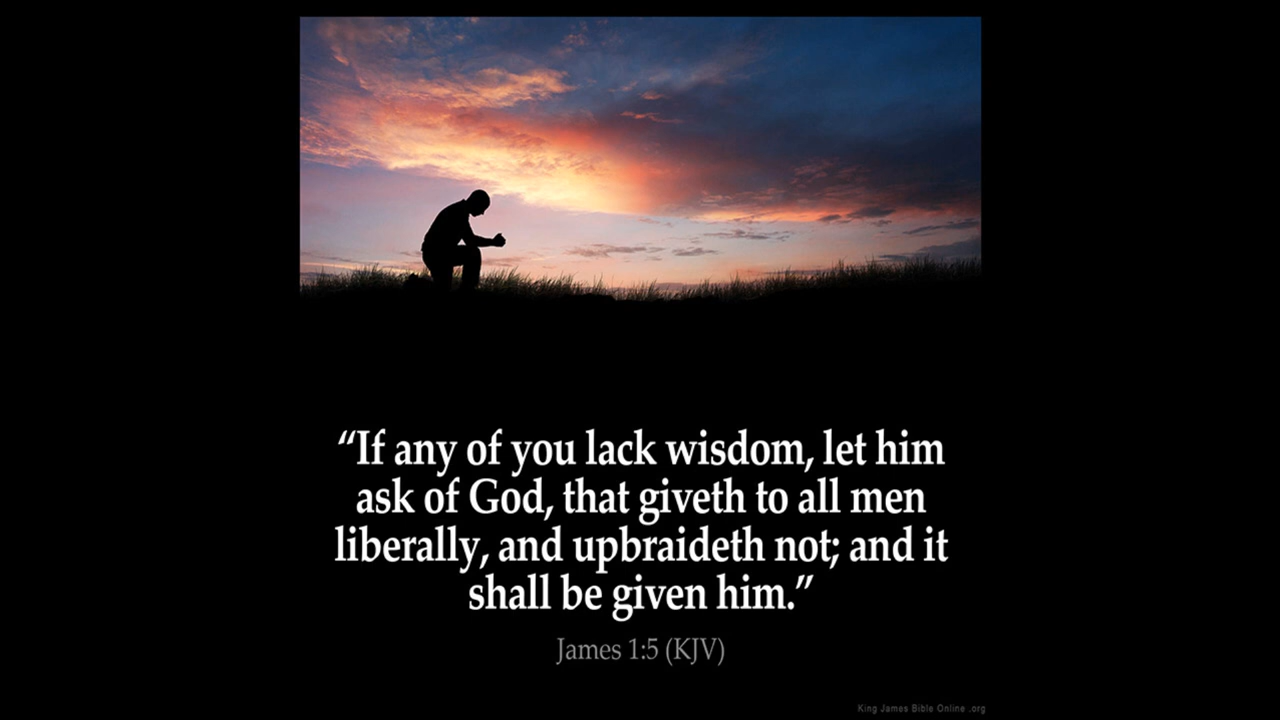 “If any of you lack wisdom, let him
ask of God, that giveth to all men
liberally, and upbraideth not; and it
shall be given him.”
James 1:5 (KJV)
King James Bible Online .org